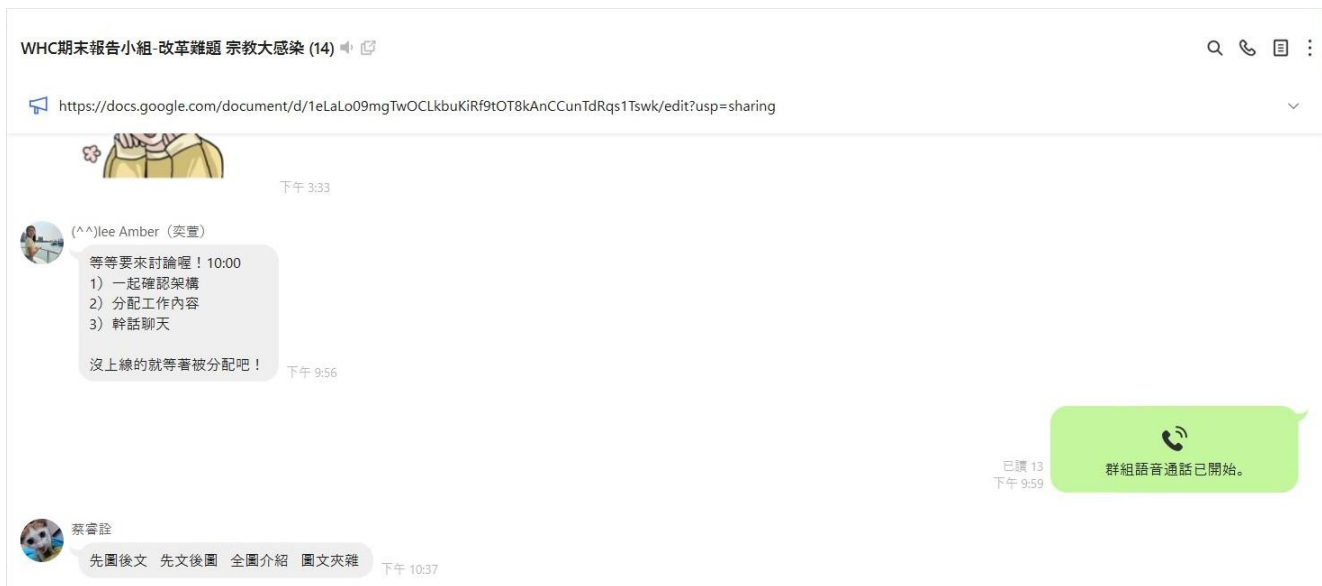 WHC期末報告小組-改革難題 宗教大感染 (14)
https://docs.google.com/document/d/1eLaLo09mgTwOCLkbuKiRf9tOT8kAnCCunTdRqs1Tswk/edit?usp=sharing
下午 3:33
(^^)lee Amber（奕萱）
等等要來討論喔！10:00
1）一起確認架構
2）分配工作內容
3）幹話聊天
沒上線的就等著被分配吧！
下午 9:56
已讀 13
下午 9:59
群組語音通話已開始。
蔡睿詮
先圖後文 先文後圖 全圖介紹 圖文夾雜
下午 10:37